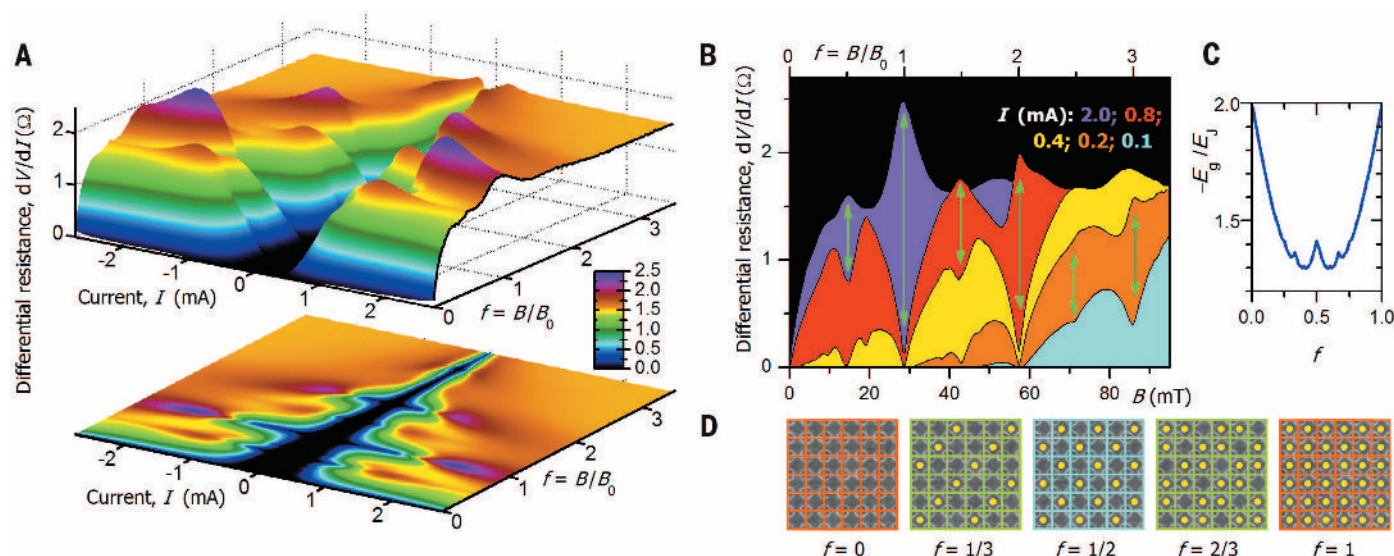 A
Differential resistance, dV/dI (Ω)
2
1
0
-2
-1
0
1
2
Current, I (mA)
0
1
2
3
f = B/B0
2.5
2.0
1.5
1.0
0.5
0.0
-2
-1
0
1
2
Current, I (mA)
0
1
2
3
f = B/B0
B
0 f = B/B0 1 2 3
I (mA): 2.0; 0.8;
0.4; 0.2; 0.1
Differential resistance, dV/dI (Ω)
2
1
0
0 20 40 60 80 B (mT)
C
-Eg/EJ
2.0
1.5
0.0 0.5 1.0
f
D
f = 0 f = 1/3 f = 1/2 f = 2/3 f = 1